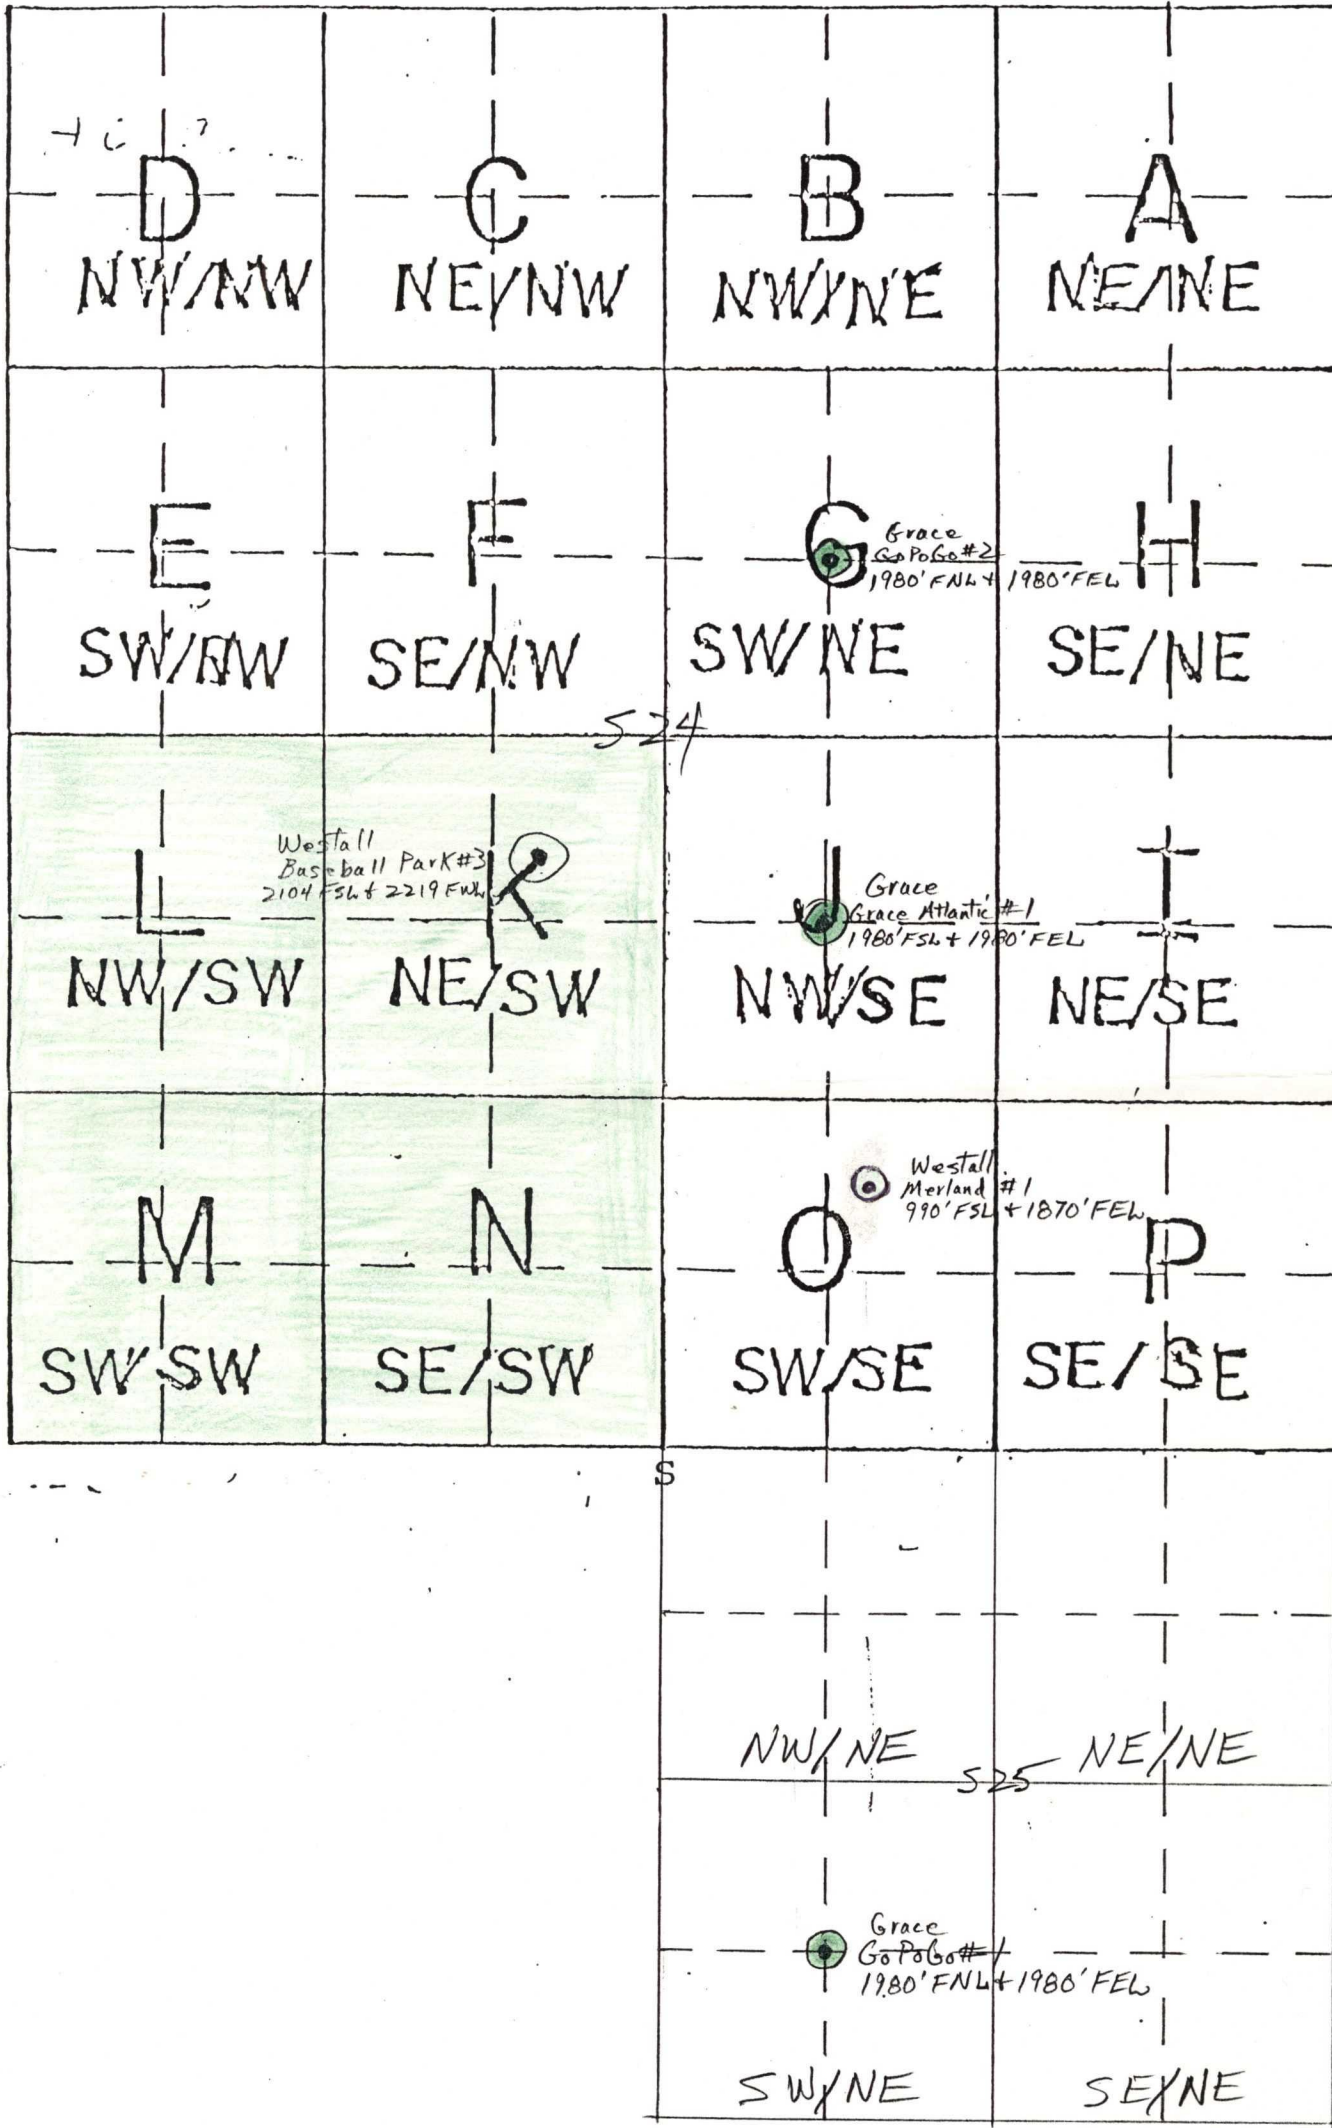 D
NW/NW
C
NE/NW
B
NW/NE
A
NE/NE
E
SW/NW
F
SE/NW
G
Grace
GoPoGo #2
1980' FNL + 1980' FEL
SW/NE
H
SE/NE
S24
L
NW/SW
Westall
Baseball Park #3
2104 FSL & 2219 FWL
K
NE/SW
J
Grace
Grace Atlantic #1
1980' FSL + 1980' FEL
NW/SE
I
NE/SE
M
SW SW
N
SE/SW
Westall
Merland #1
990' FSL + 1870' FEL
O
SW/SE
P
SE/SE
S
NW/NE
NE/NE
S25
Grace
GoPoGo #1
1980' FNL + 1980' FEL
SW/NE
SE/NE